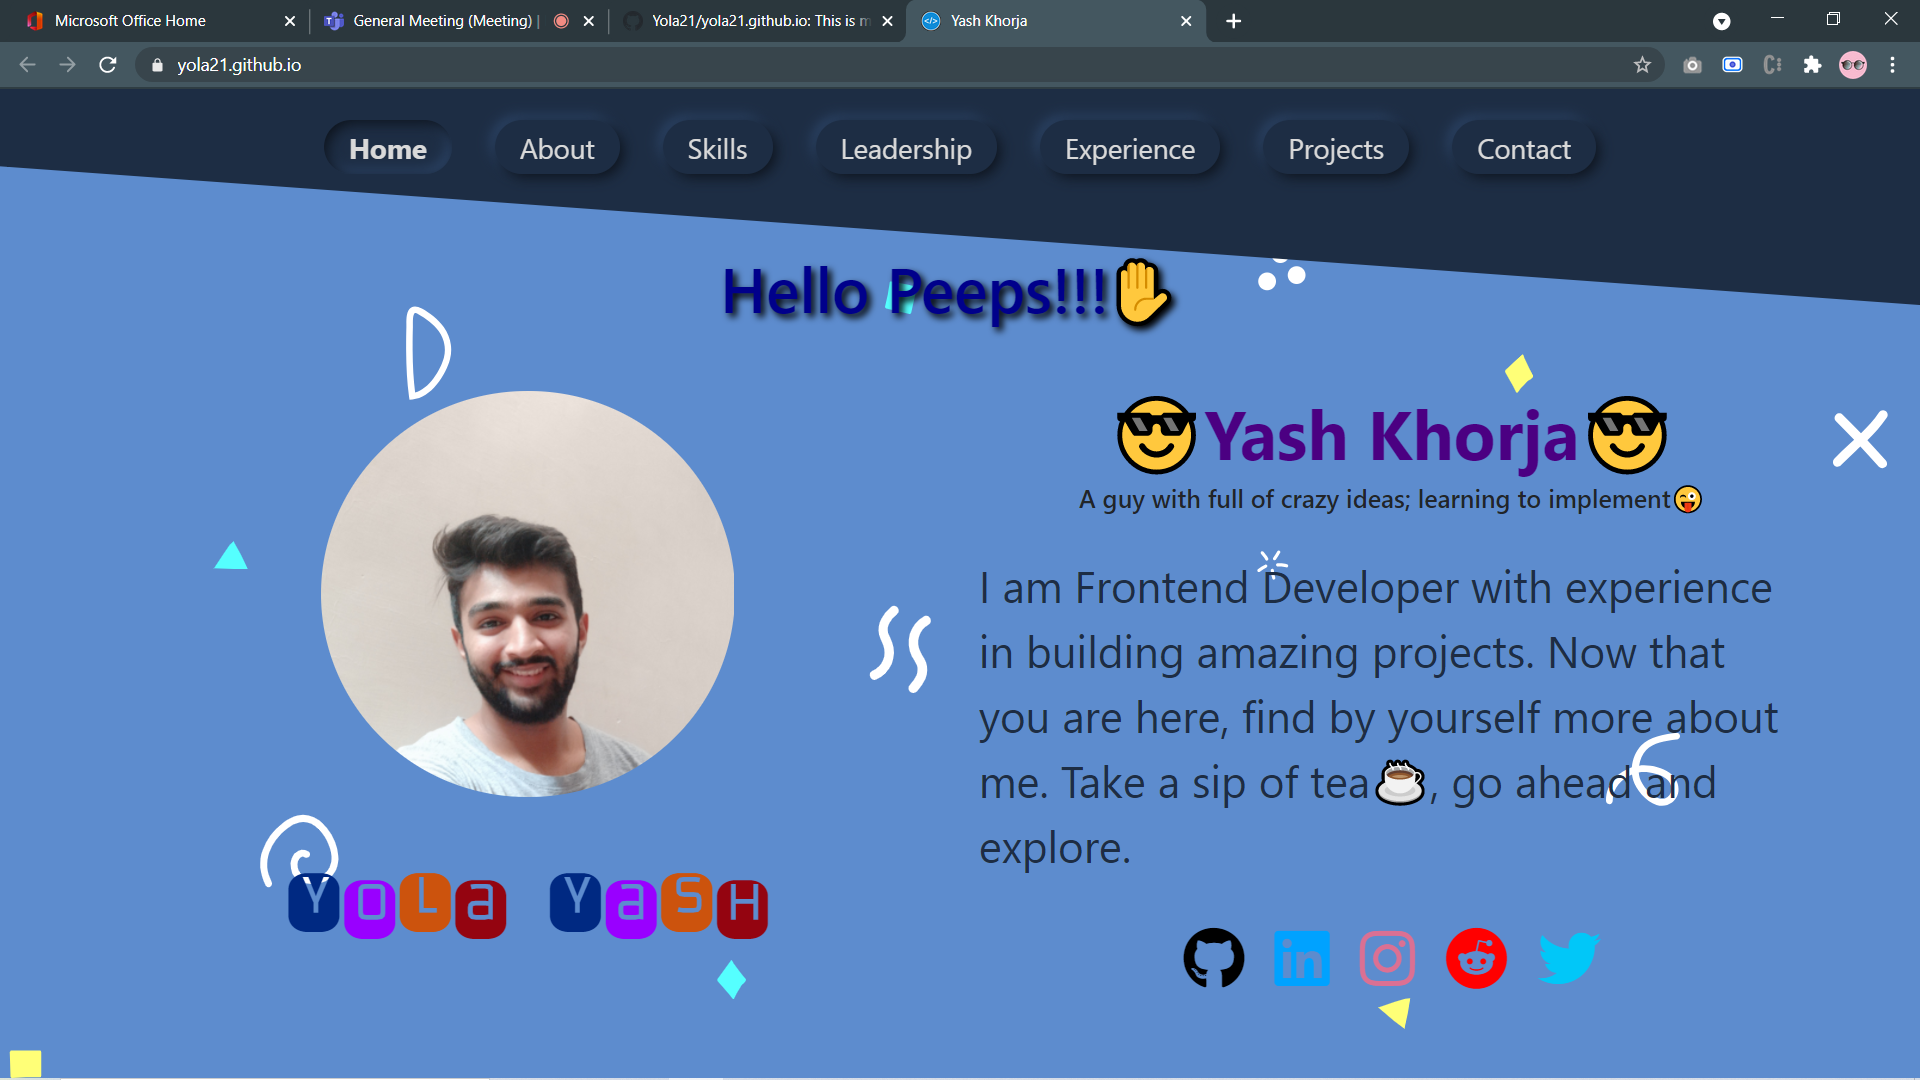 Microsoft Office Home
General Meeting (Meeting) |
Yola21/yola21.github.io: This is m
Yash Khorja
yola21.github.io
Home
About
Skills
Leadership
Experience
Projects
Contact
Hello Peeps!!!✋
😎Yash Khorja😎
A guy with full of crazy ideas; learning to implement😜
I am Frontend Developer with experience
in building amazing projects. Now that
you are here, find by yourself more about
me. Take a sip of tea☕, go ahead and
explore.
YoLa YaSH